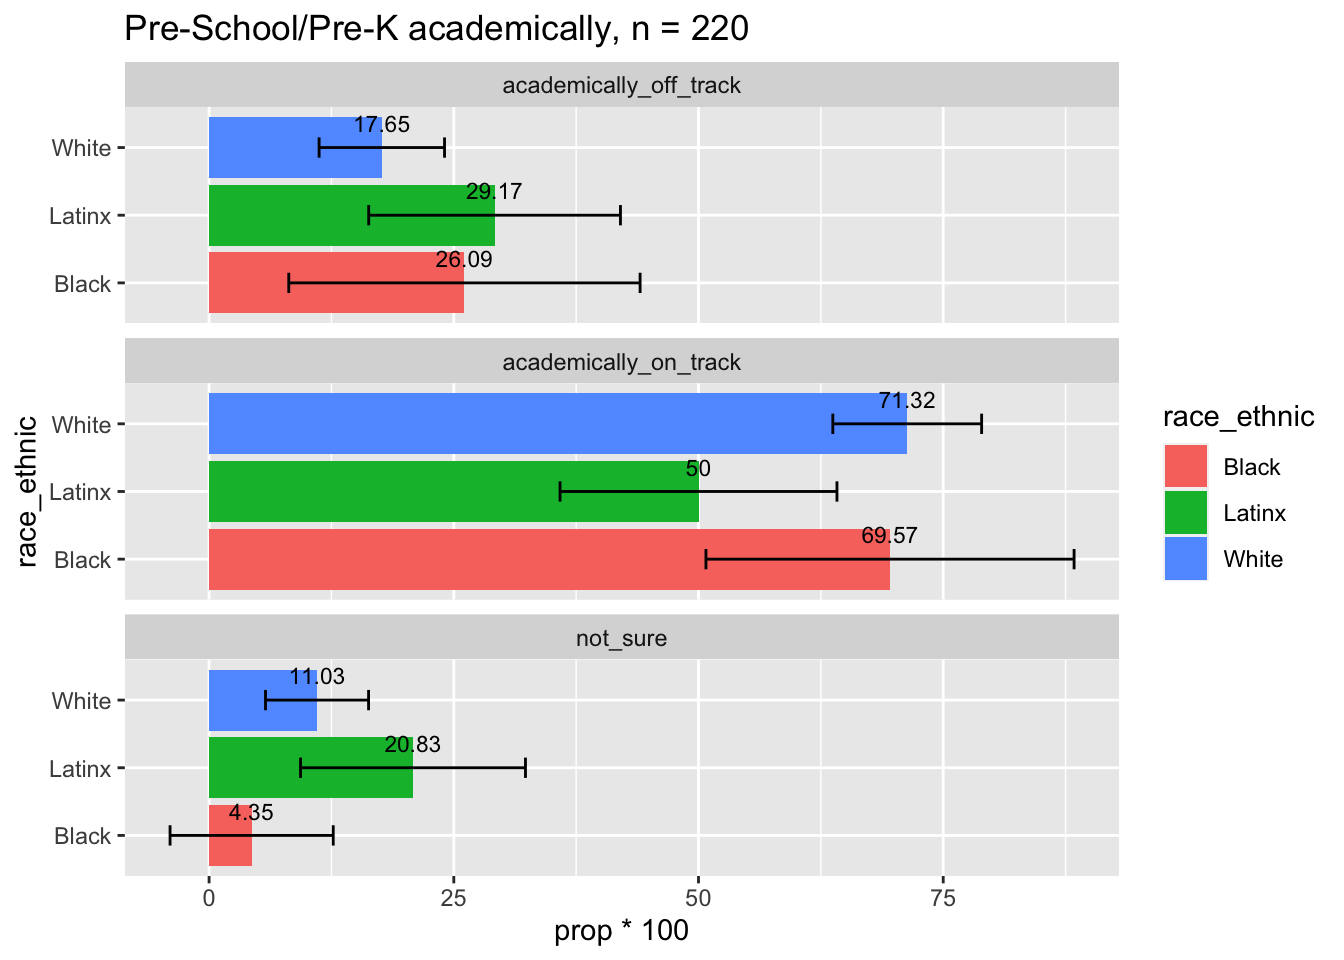 Pre-School/Pre-K academically, n = 220
academically_off_track
White
17.65
Latinx
29.17
Black
26.09
academically_on_track
White
71.32
Latinx
50
Black
69.57
not_sure
White
11.03
Latinx
20.83
Black
4.35
0 25 50 75
prop * 100
race_ethnic
race_ethnic
Black
Latinx
White